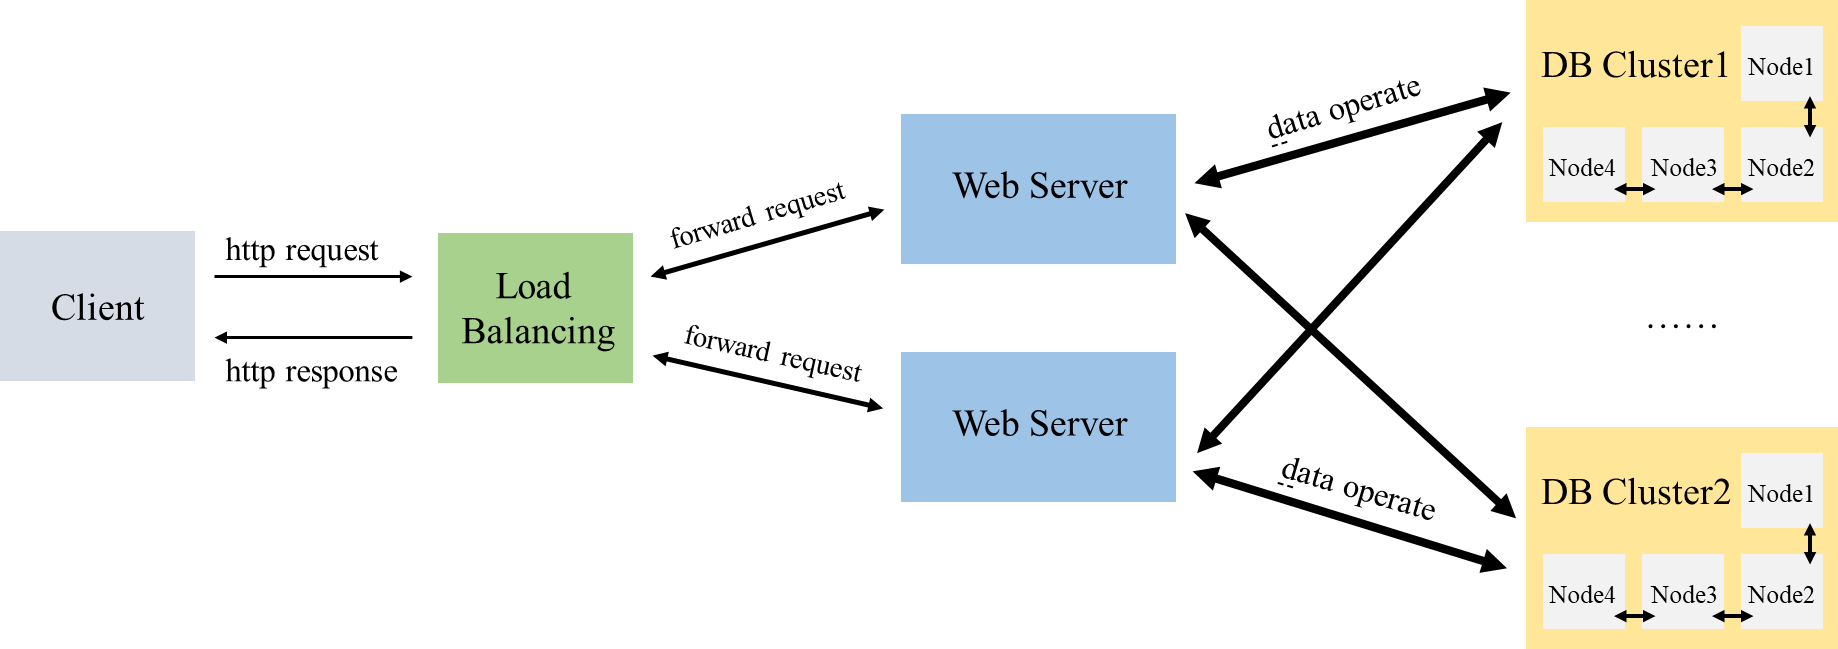 Client
http request
http response
Load
Balancing
forward request
forward request
Web Server
Web Server
data operate
data operate
DB Cluster1
Node1
Node4
Node3
Node2
......
DB Cluster2
Node1
Node4
Node3
Node2